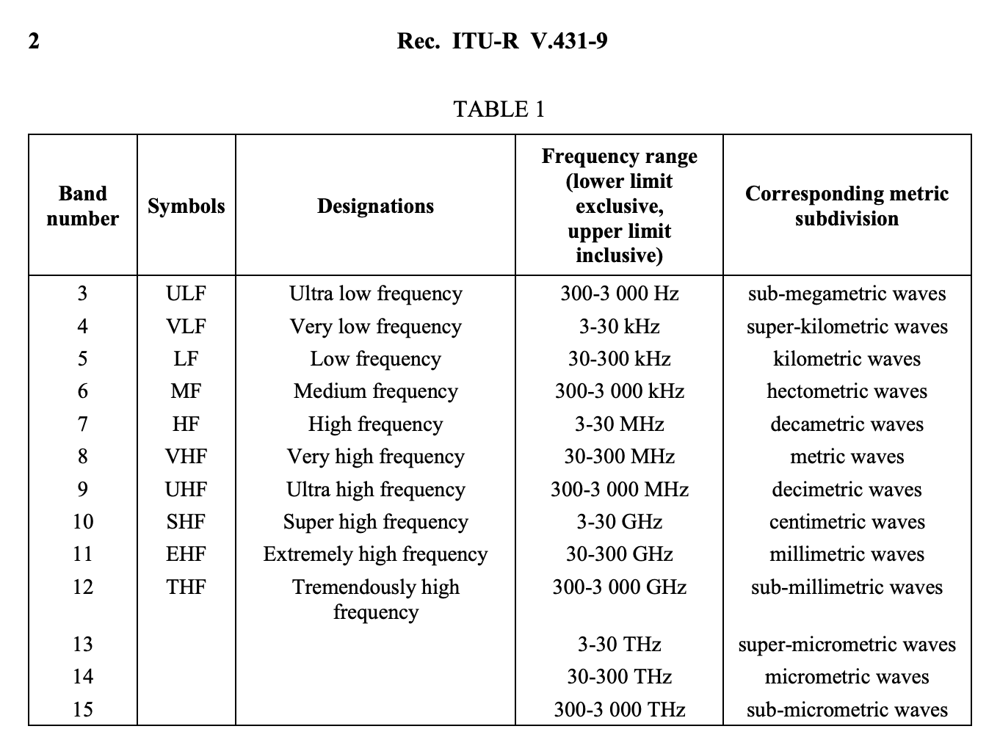 2
Rec. ITU-R V.431-9
TABLE 1
Band number | Symbols | Designations | Frequency range (lower limit exclusive, upper limit inclusive) | Corresponding metric subdivision
3 | ULF | Ultra low frequency | 300-3 000 Hz | sub-megametric waves
4 | VLF | Very low frequency | 3-30 kHz | super-kilometric waves
5 | LF | Low frequency | 30-300 kHz | kilometric waves
6 | MF | Medium frequency | 300-3 000 kHz | hectometric waves
7 | HF | High frequency | 3-30 MHz | decametric waves
8 | VHF | Very high frequency | 30-300 MHz | metric waves
9 | UHF | Ultra high frequency | 300-3 000 MHz | decimetric waves
10 | SHF | Super high frequency | 3-30 GHz | centimetric waves
11 | EHF | Extremely high frequency | 30-300 GHz | millimetric waves
12 | THF | Tremendously high frequency | 300-3 000 GHz | sub-millimetric waves
13 | | | 3-30 THz | super-micrometric waves
14 | | | 30-300 THz | micrometric waves
15 | | | 300-3 000 THz | sub-micrometric waves